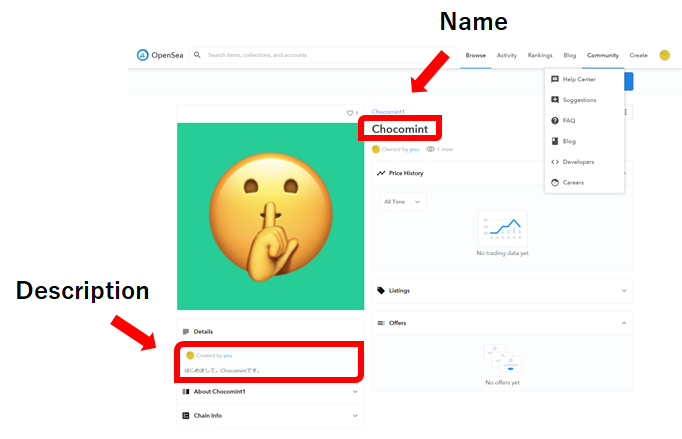 Name
OpenSea
Search items, collections, and accounts
Browse
Activity
Rankings
Blog
Community
Create
Help Center
Suggestions
FAQ
Blog
Developers
Careers
Chocomint1
Chocomint
Owned by you
1 view
Price History
All Time
No trading data yet
Description
Listings
Details
Offers
Created by you
はじめまして。Chocomintです。
No offers yet
About Chocomint1
Chain Info